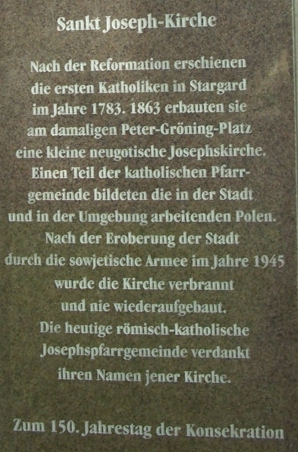 Sankt Joseph-Kirche
Nach der Reformation erschienen
die ersten Katholiken in Stargard
im Jahre 1783. 1863 erbauten sie
am damaligen Peter-Gröning-Platz
eine kleine neugotische Josephskirche.
Einen Teil der katholischen Pfarr-
gemeinde bildeten die in der Stadt
und in der Umgebung arbeitenden Polen.
Nach der Eroberung der Stadt
durch die sowjetische Armee im Jahre 1945
wurde die Kirche verbrannt
und nie wiederaufgebaut.
Die heutige römisch-katholische
Josephspfarrgemeinde verdankt
ihren Namen jener Kirche.
Zum 150. Jahrestag der Konsekration